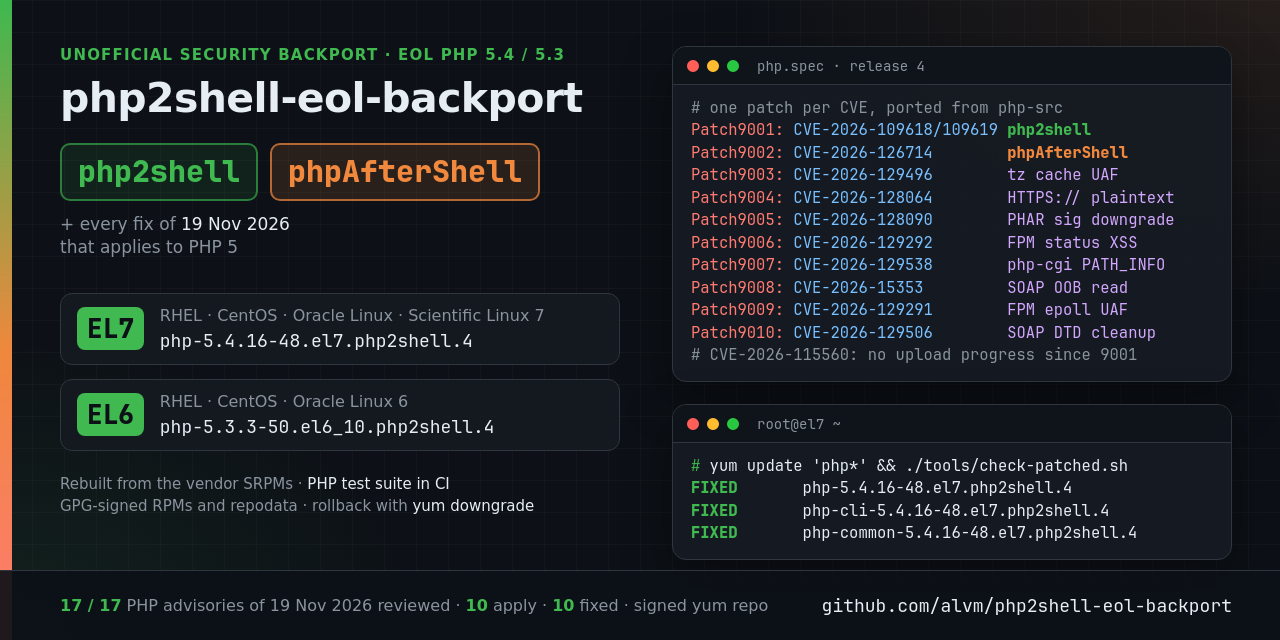 UNOFFICIAL SECURITY BACKPORT · EOL PHP 5.4 / 5.3
php2shell-eol-backport
php2shell phpAfterShell
+ every fix of 19 Nov 2026
that applies to PHP 5
EL7
RHEL · CentOS · Oracle Linux · Scientific Linux 7
php-5.4.16-48.el7.php2shell.4
EL6
RHEL · CentOS · Oracle Linux 6
php-5.3.3-50.el6_10.php2shell.4
Rebuilt from the vendor SRPMs · PHP test suite in CI
GPG-signed RPMs and repodata · rollback with yum downgrade
php.spec · release 4
# one patch per CVE, ported from php-src
Patch9001: CVE-2026-109618/109619 php2shell
Patch9002: CVE-2026-126714 phpAfterShell
Patch9003: CVE-2026-129496 tz cache UAF
Patch9004: CVE-2026-128064 HTTPS:// plaintext
Patch9005: CVE-2026-128090 PHAR sig downgrade
Patch9006: CVE-2026-129292 FPM status XSS
Patch9007: CVE-2026-129538 php-cgi PATH_INFO
Patch9008: CVE-2026-15353 SOAP OOB read
Patch9009: CVE-2026-129291 FPM epoll UAF
Patch9010: CVE-2026-129506 SOAP DTD cleanup
# CVE-2026-115560: no upload progress since 9001
root@el7 ~
# yum update 'php*' && ./tools/check-patched.sh
FIXED php-5.4.16-48.el7.php2shell.4
FIXED php-cli-5.4.16-48.el7.php2shell.4
FIXED php-common-5.4.16-48.el7.php2shell.4
17 / 17 PHP advisories of 19 Nov 2026 reviewed · 10 apply · 10 fixed · signed yum repo
github.com/alvm/php2shell-eol-backport